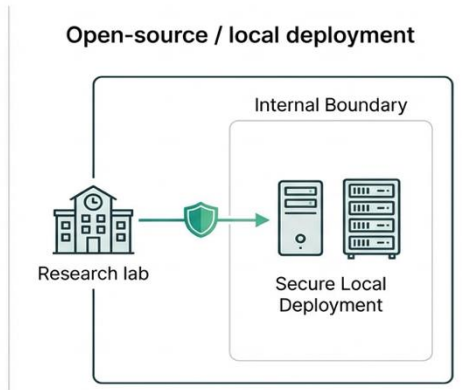 Open-source / local deployment
Internal Boundary
Research lab
Secure Local
Deployment